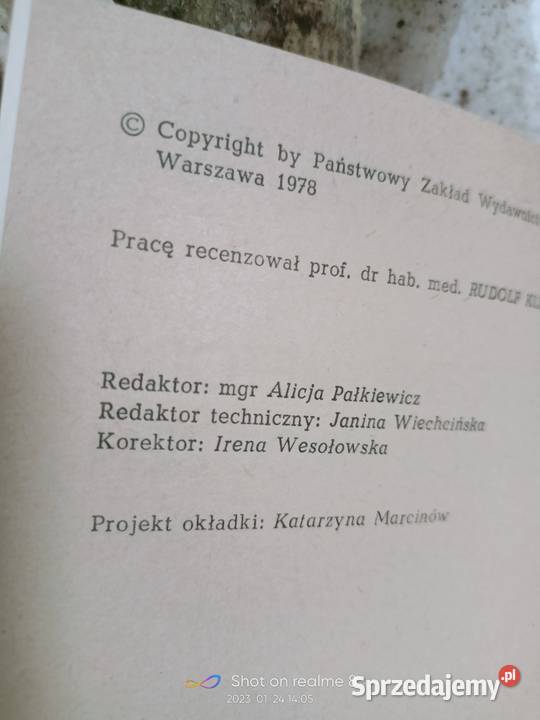 © Copyright by Państwowy Zakład Wydawnictw
Warszawa 1978
Pracę recenzował prof. dr hab. med. RUDOLF
Redaktor: mgr Alicja Pałkiewicz
Redaktor techniczny: Janina Wiechcińska
Korektor: Irena Wesołowska
Projekt okładki: Katarzyna Marcinów
Shot on realme 8
2023.01.24 14:05
Sprzedajemy.pl